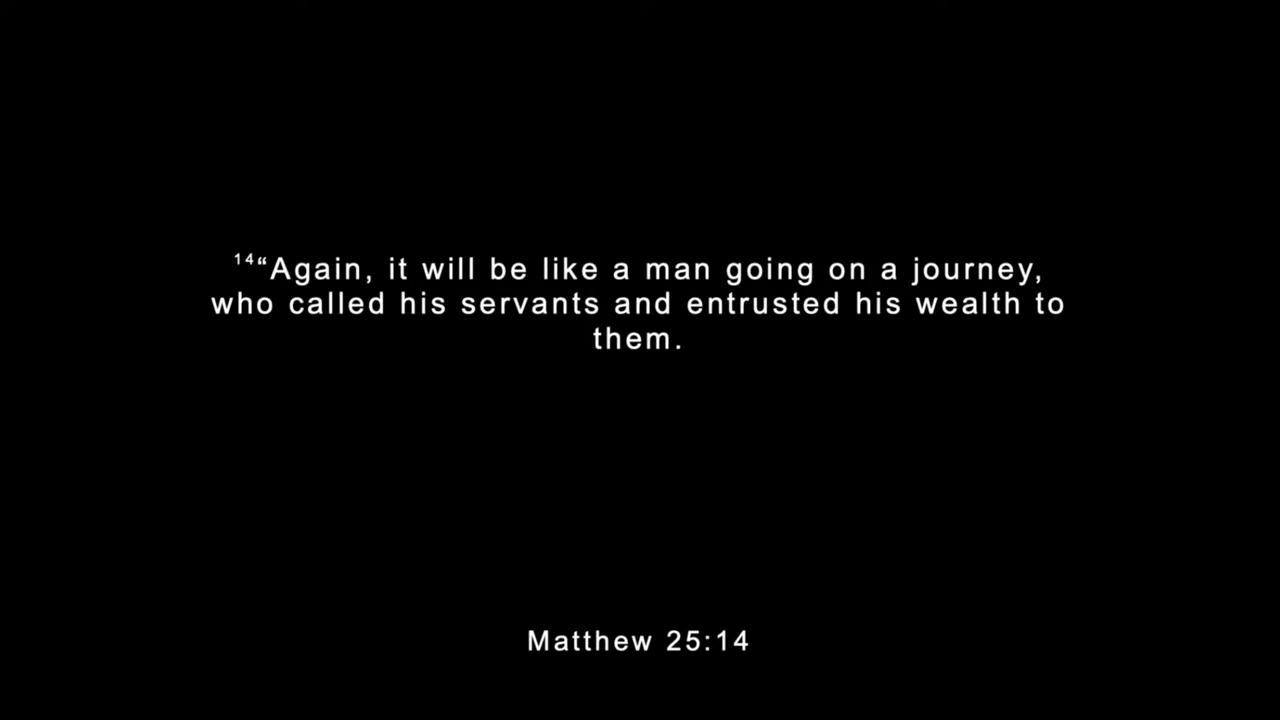 ¹⁴“Again, it will be like a man going on a journey,
who called his servants and entrusted his wealth to
them.
Matthew 25:14